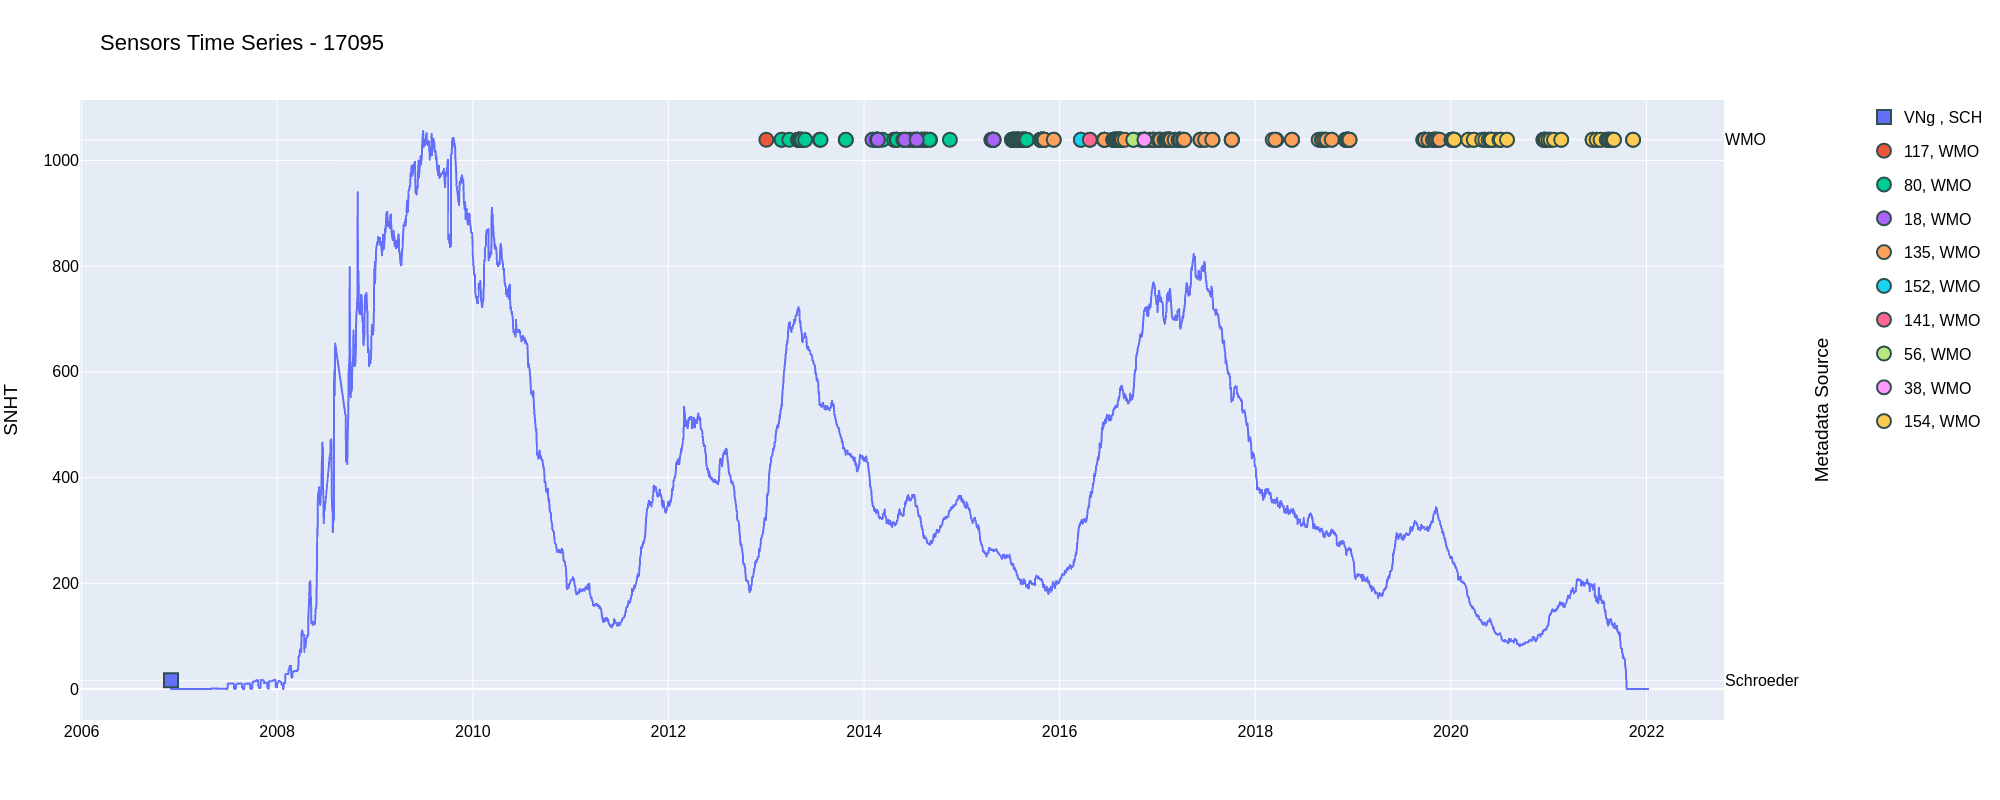 Sensors Time Series - 17095
SNHT
1000
800
600
400
200
0
2006
2008
2010
2012
2014
2016
2018
2020
2022
WMO
Schroeder
Metadata Source
VNg , SCH
117, WMO
80, WMO
18, WMO
135, WMO
152, WMO
141, WMO
56, WMO
38, WMO
154, WMO